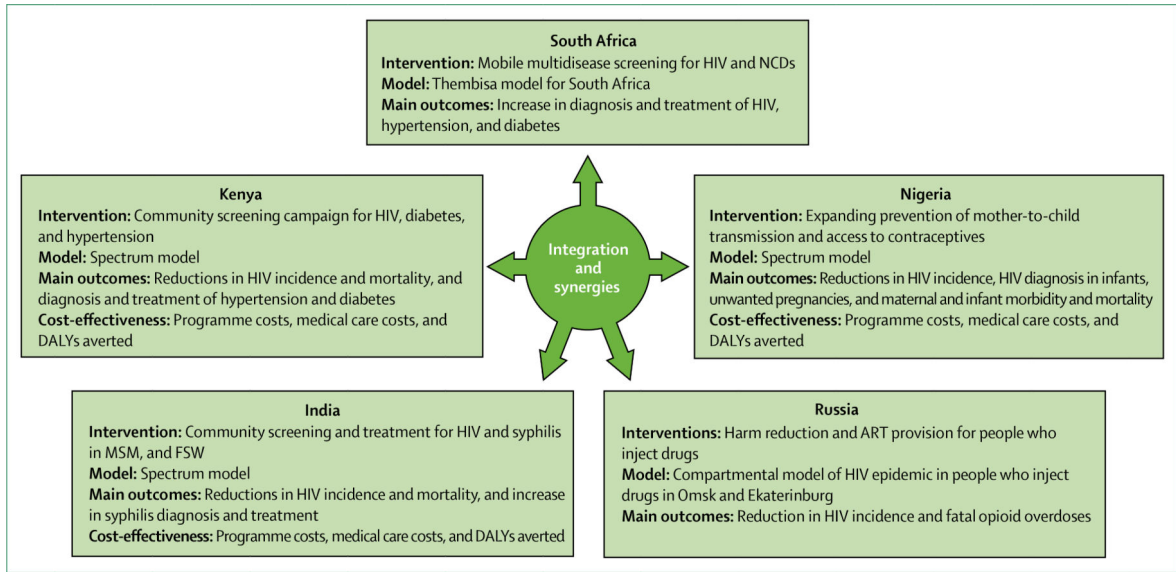 South Africa
Intervention: Mobile multidisease screening for HIV and NCDs
Model: Thembisa model for South Africa
Main outcomes: Increase in diagnosis and treatment of HIV,
hypertension, and diabetes
Kenya
Intervention: Community screening campaign for HIV, diabetes,
and hypertension
Model: Spectrum model
Main outcomes: Reductions in HIV incidence and mortality, and
diagnosis and treatment of hypertension and diabetes
Cost-effectiveness: Programme costs, medical care costs, and
DALYs averted
Integration
and
synergies
Nigeria
Intervention: Expanding prevention of mother-to-child
transmission and access to contraceptives
Model: Spectrum model
Main outcomes: Reductions in HIV incidence, HIV diagnosis in infants,
unwanted pregnancies, and maternal and infant morbidity and mortality
Cost-effectiveness: Programme costs, medical care costs, and
DALYs averted
India
Intervention: Community screening and treatment for HIV and syphilis
in MSM, and FSW
Model: Spectrum model
Main outcomes: Reductions in HIV incidence and mortality, and increase
in syphilis diagnosis and treatment
Cost-effectiveness: Programme costs, medical care costs, and DALYs averted
Russia
Interventions: Harm reduction and ART provision for people who
inject drugs
Model: Compartmental model of HIV epidemic in people who inject
drugs in Omsk and Ekaterinburg
Main outcomes: Reduction in HIV incidence and fatal opioid overdoses